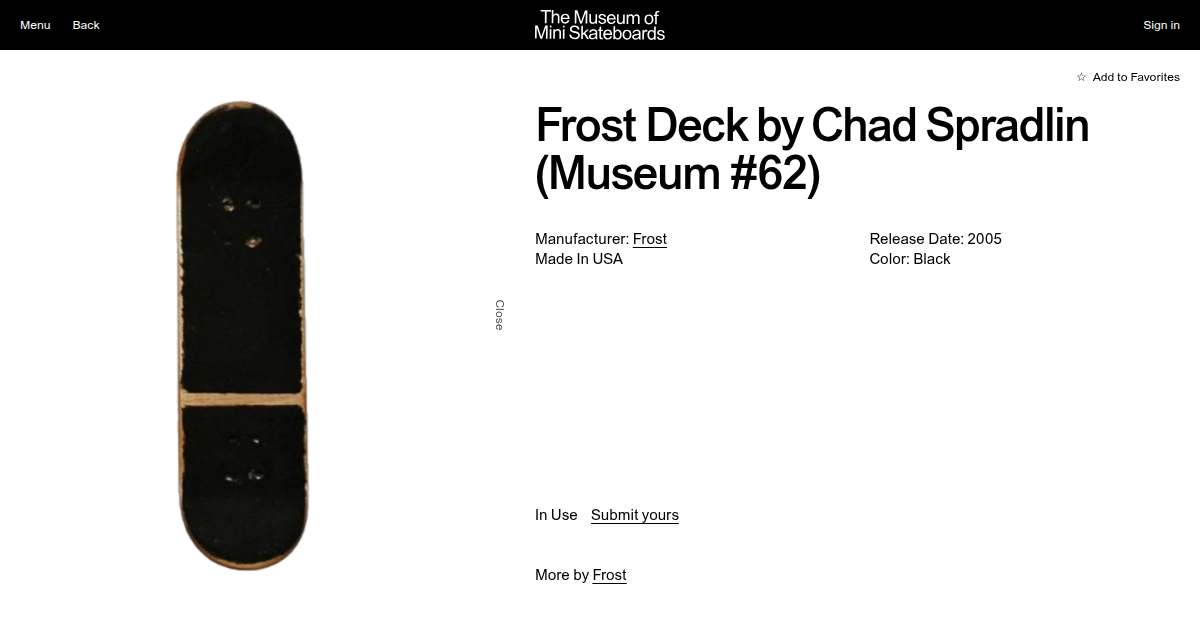 Menu
Back
The Museum of
Mini Skateboards
Sign in
☆ Add to Favorites
Frost Deck by Chad Spradlin
(Museum #62)
Manufacturer: Frost
Made In USA
Release Date: 2005
Color: Black
Close
In Use Submit yours
More by Frost